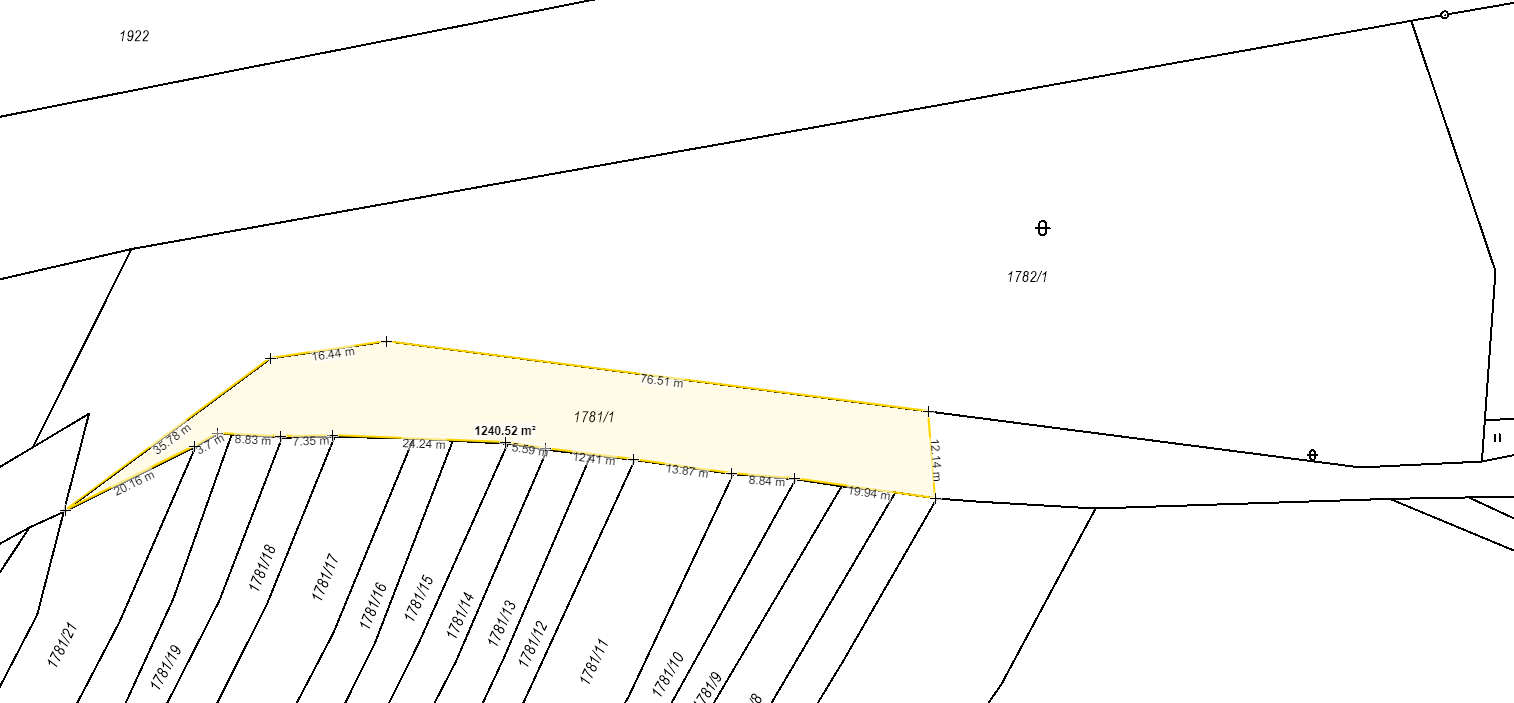 1922
1782/1
16.44 m
76.51 m
1781/1
1240.52 m²
35.78 m
3.7 m
8.83 m
7.35 m
24.24 m
5.59 m
12.41 m
13.87 m
8.84 m
19.94 m
12.14 m
20.16 m
1781/21
1781/19
1781/18
1781/17
1781/16
1781/15
1781/14
1781/13
1781/12
1781/11
1781/10
1781/9
/8